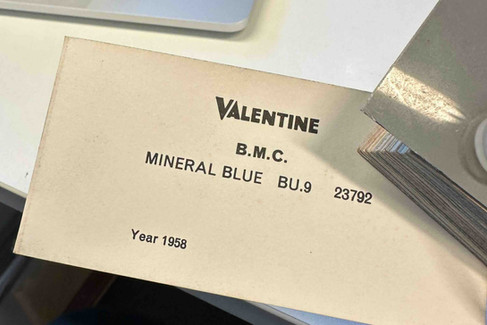 VALENTINE
B.M.C.
MINERAL BLUE BU.9 23792
Year 1958